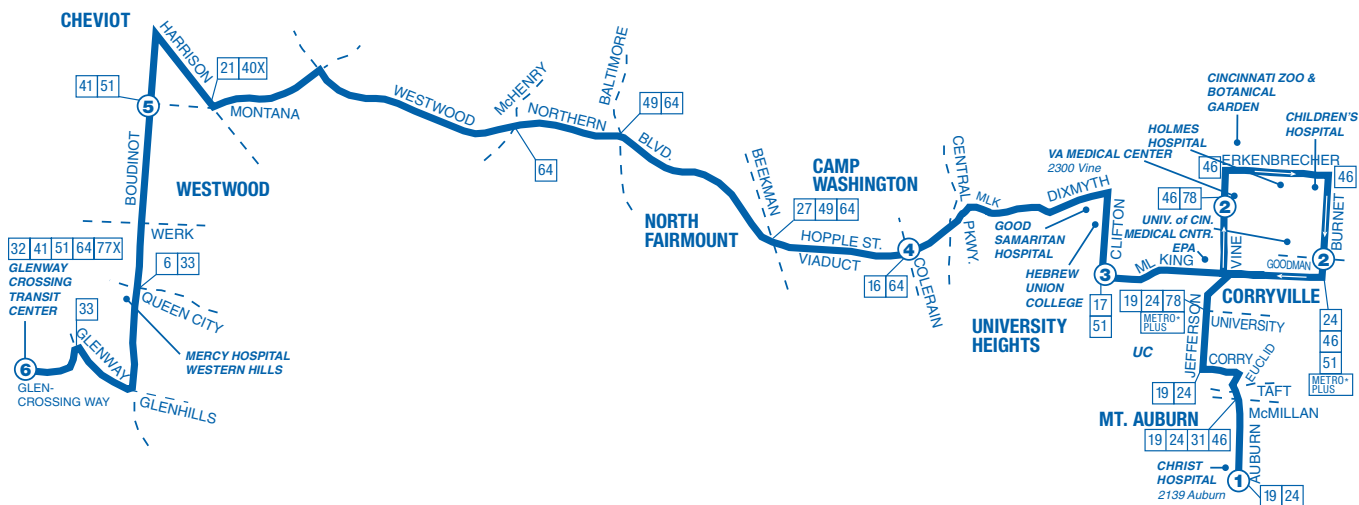 CHEVIOT
HARRISON
21 40X
41 51
5
MONTANA
BOUDINOT
WESTWOOD
WERK
32 41 51 64 77X
GLENWAY
CROSSING
TRANSIT
CENTER
6 33
QUEEN CITY
33
GLENWAY
MERCY HOSPITAL
WESTERN HILLS
6
GLEN-
CROSSING WAY
GLENHILLS
WESTWOOD
McHENRY
NORTHERN
64
BALTIMORE
49 64
BLVD.
NORTH
FAIRMOUNT
BEEKMAN
CAMP
WASHINGTON
27 49 64
HOPPLE ST.
VIADUCT
4
16 64
COLERAIN
CENTRAL
PKWY.
MLK
DIXMYTH
GOOD
SAMARITAN
HOSPITAL
CLIFTON
HEBREW
UNION
COLLEGE
3
17
51
UNIVERSITY
HEIGHTS
ML KING
EPA
CINCINNATI ZOO &
BOTANICAL
GARDEN
HOLMES
HOSPITAL
CHILDREN'S
HOSPITAL
VA MEDICAL CENTER
2300 Vine
46
ERKENBRECHER
46
46 78
2
UNIV. of CIN.
MEDICAL CNTR.
VINE
GOODMAN
2
BURNET
CORRYVILLE
24
46
51
METRO*
PLUS
19 24 78
METRO*
PLUS
UNIVERSITY
UC
JEFFERSON
CORRY
EUCLID
19 24
TAFT
McMILLAN
MT. AUBURN
19 24 31 46
AUBURN
CHRIST
HOSPITAL
2139 Auburn
1
19 24